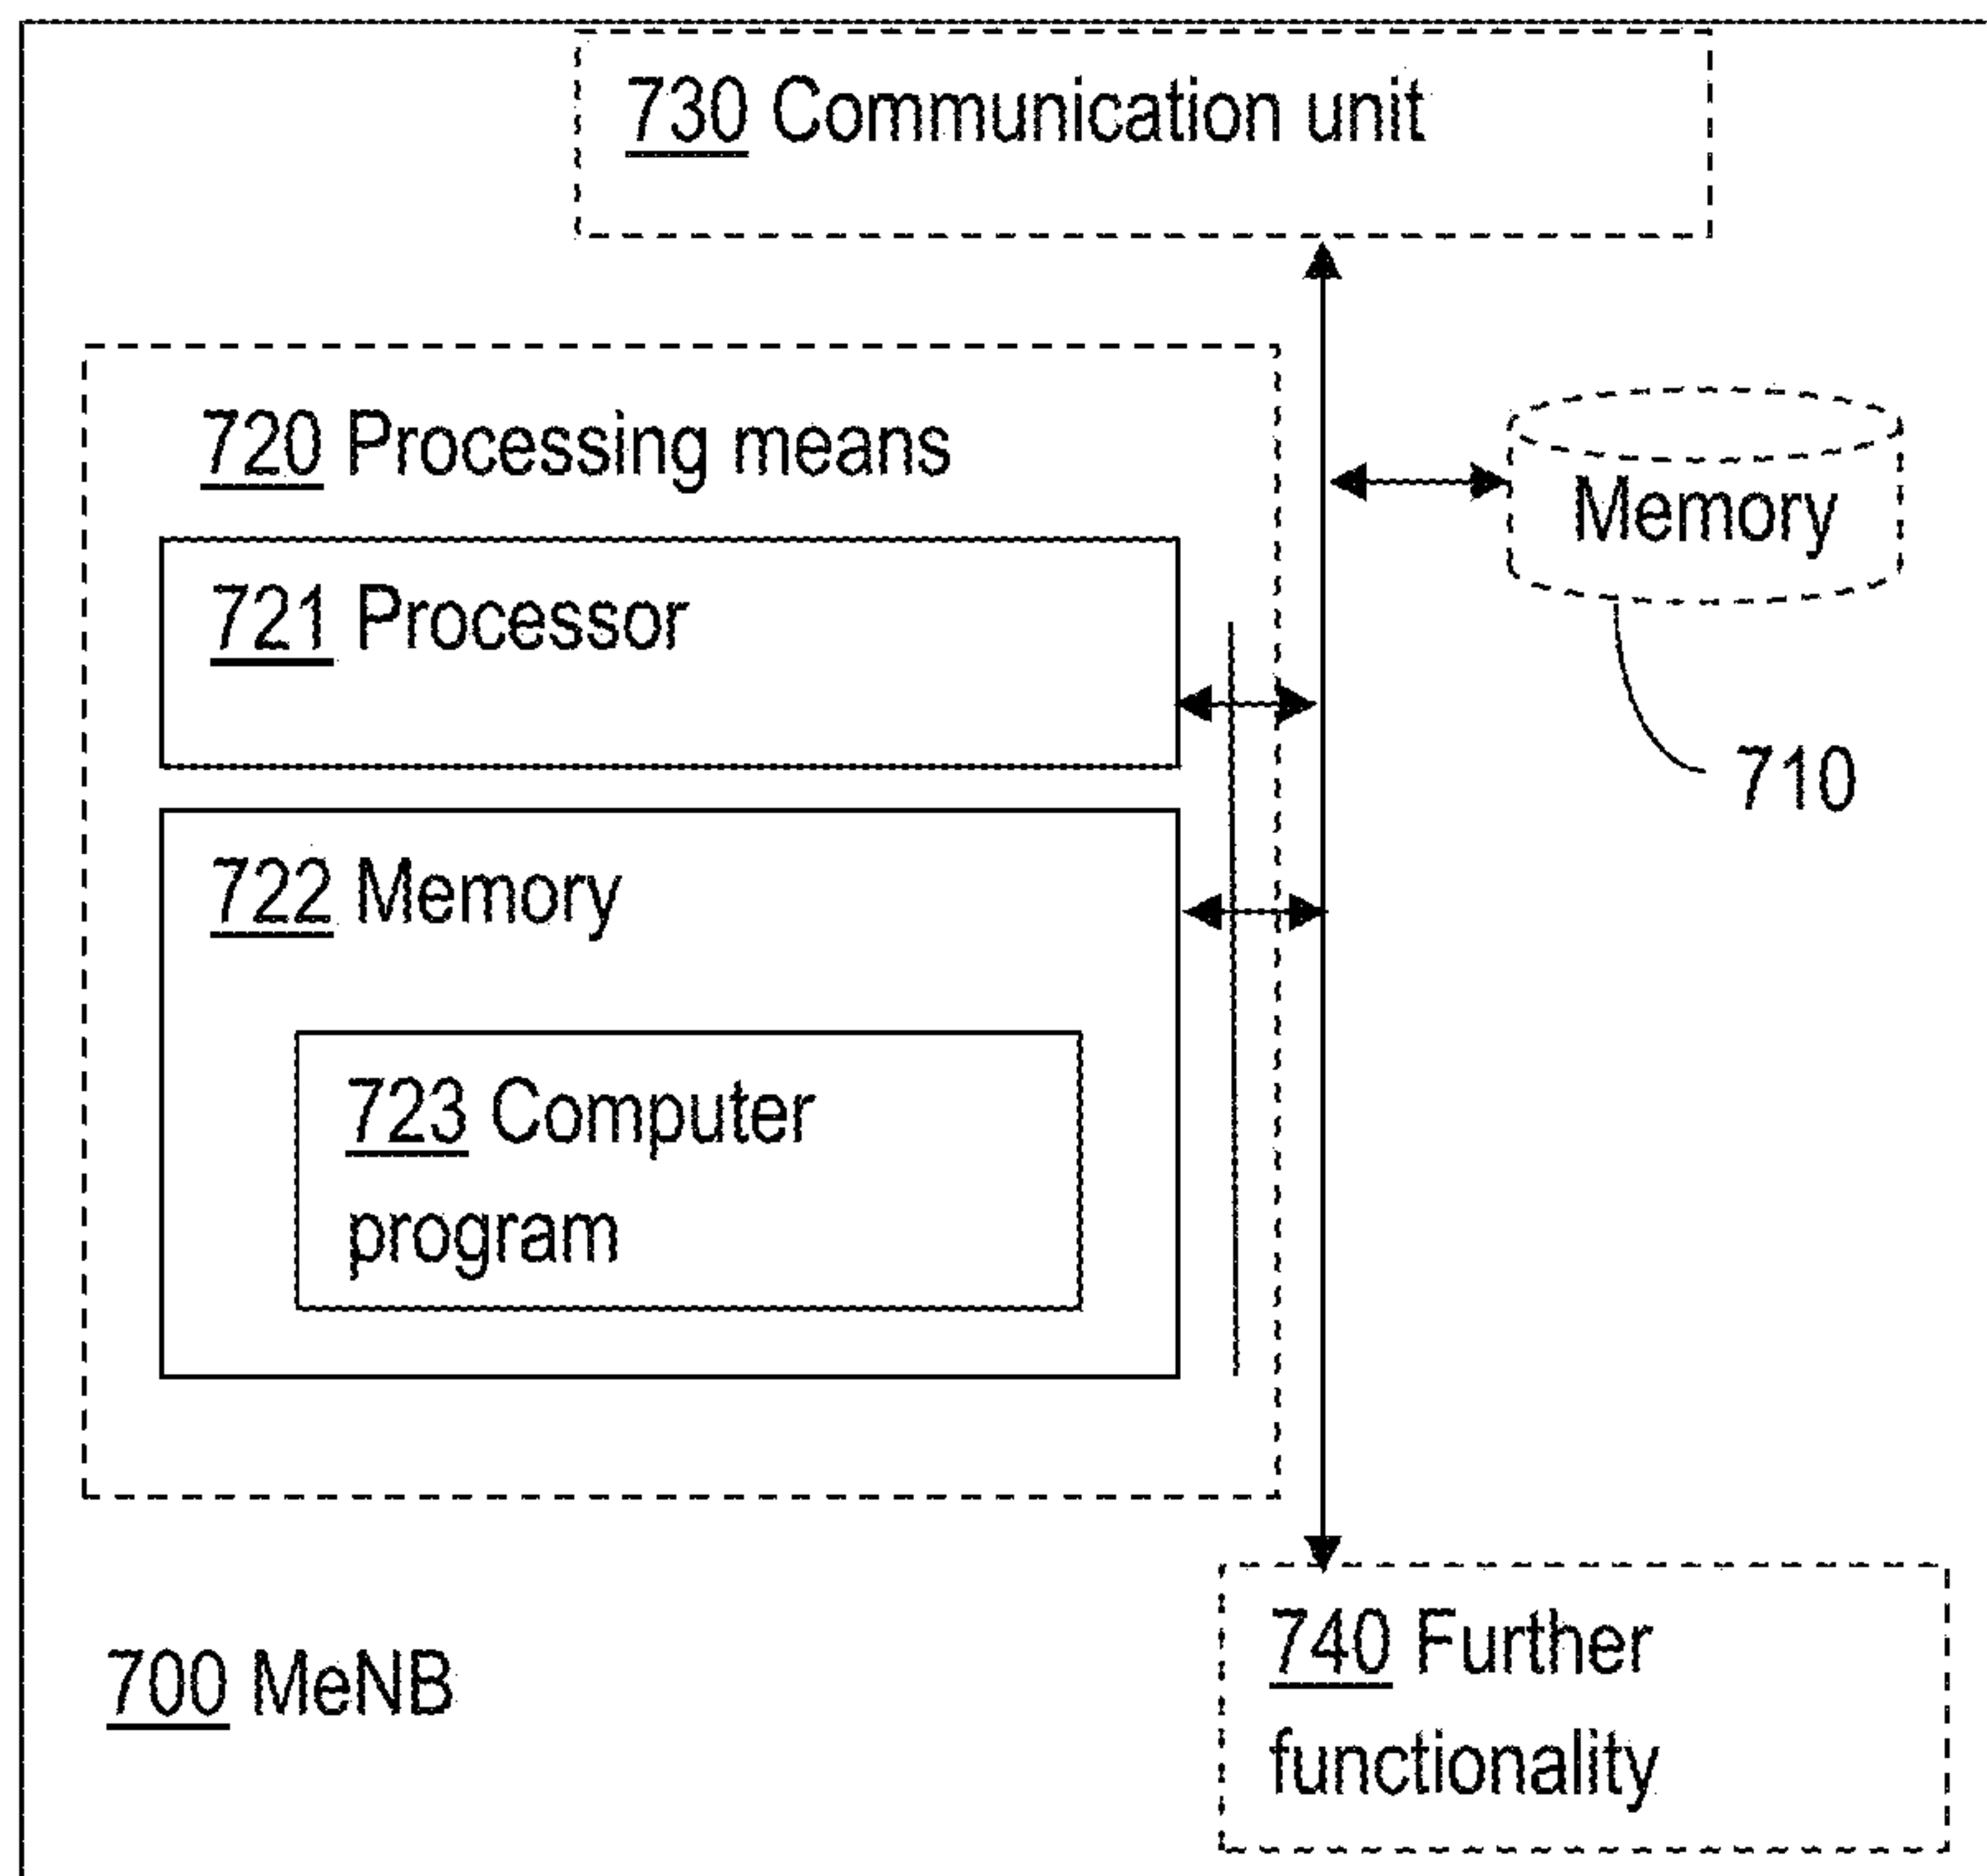 730 Communication unit
720 Processing means
Memory
721 Processor
710
722 Memory
723 Computer
program
700 MeNB
740 Further
functionality